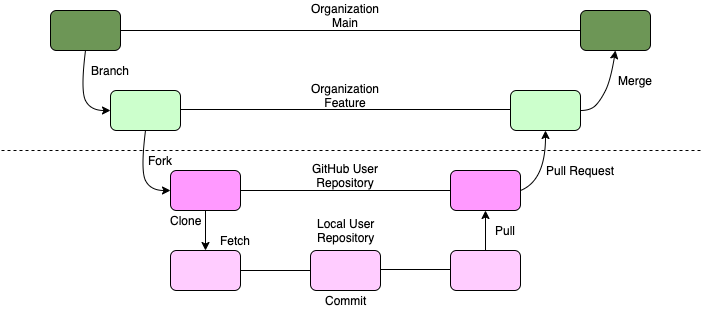 Organization
Main
Branch
Merge
Organization
Feature
Fork
Pull Request
GitHub User
Repository
Clone
Local User
Repository
Fetch
Pull
Commit